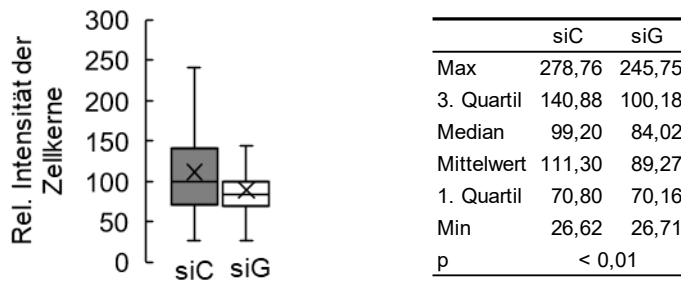 Rel. Intensität der
Zellkerne
300
250
200
150
100
50
0
siC siG
siC siG
Max 278,76 245,75
3. Quartil 140,88 100,18
Median 99,20 84,02
Mittelwert 111,30 89,27
1. Quartil 70,80 70,16
Min 26,62 26,71
p < 0,01